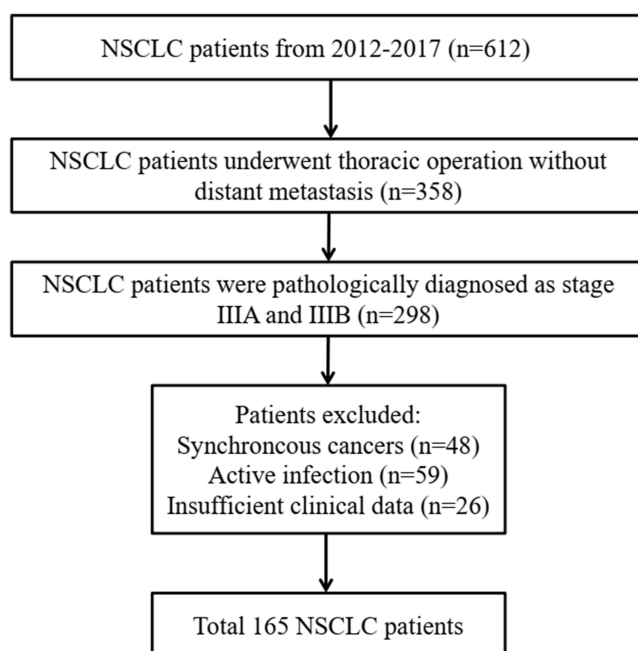 NSCLC patients from 2012-2017 (n=612)
NSCLC patients underwent thoracic operation without
distant metastasis (n=358)
NSCLC patients were pathologically diagnosed as stage
IIIA and IIIB (n=298)
Patients excluded:
Synchroncous cancers (n=48)
Active infection (n=59)
Insufficient clinical data (n=26)
Total 165 NSCLC patients